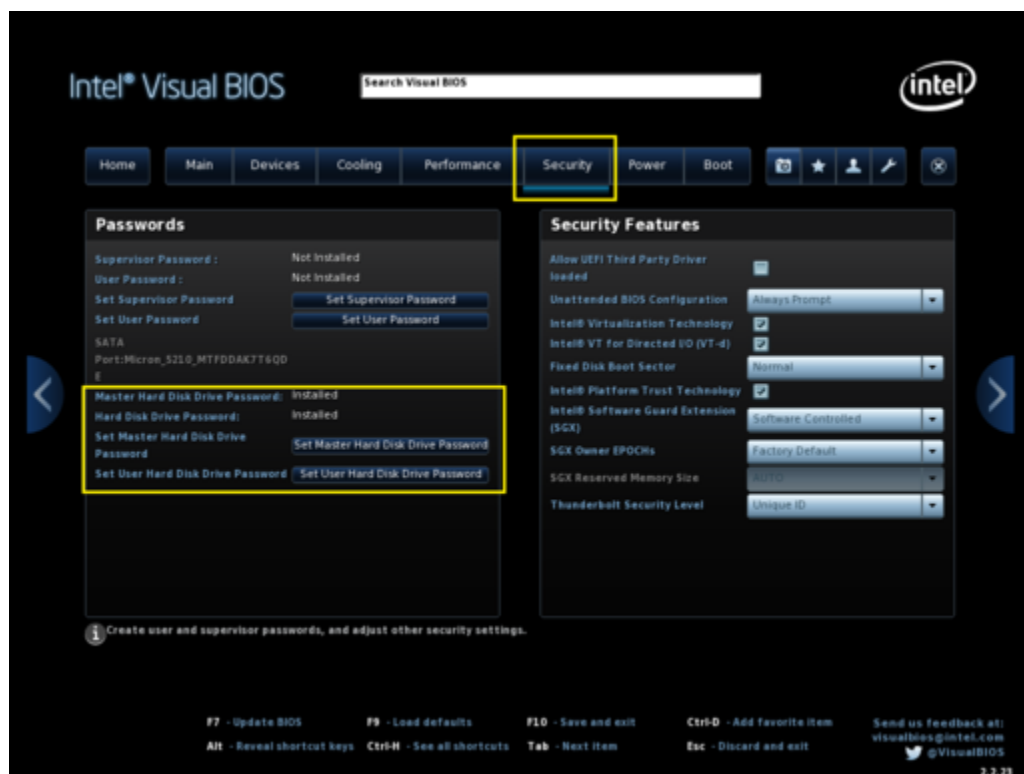 Intel® Visual BIOS
Search Visual BIOS
intel
Home
Main
Devices
Cooling
Performance
Security
Power
Boot
Passwords
Supervisor Password :
Not Installed
User Password :
Not Installed
Set Supervisor Password
Set Supervisor Password
Set User Password
Set User Password
SATA
Port:Micron_5210_MTFDDAK7T6QD
E
Master Hard Disk Drive Password:
Installed
Hard Disk Drive Password:
Installed
Set Master Hard Disk Drive
Password
Set Master Hard Disk Drive Password
Set User Hard Disk Drive Password
Set User Hard Disk Drive Password
Security Features
Allow UEFI Third Party Driver
loaded
Unattended BIOS Configuration
Always Prompt
Intel® Virtualization Technology
Intel® VT for Directed I/O (VT-d)
Fixed Disk Boot Sector
Normal
Intel® Platform Trust Technology
Intel® Software Guard Extension
(SGX)
Software Controlled
SGX Owner EPOCHs
Factory Default
SGX Reserved Memory Size
AUTO
Thunderbolt Security Level
Unique ID
Create user and supervisor passwords, and adjust other security settings.
F7 - Update BIOS
F9 - Load defaults
F10 - Save and exit
Ctrl-D - Add favorite item
Alt - Reveal shortcut keys
Ctrl-H - See all shortcuts
Tab - Next item
Esc - Discard and exit
Send us feedback at:
visualbios@intel.com
@VisualBIOS
2.2.23